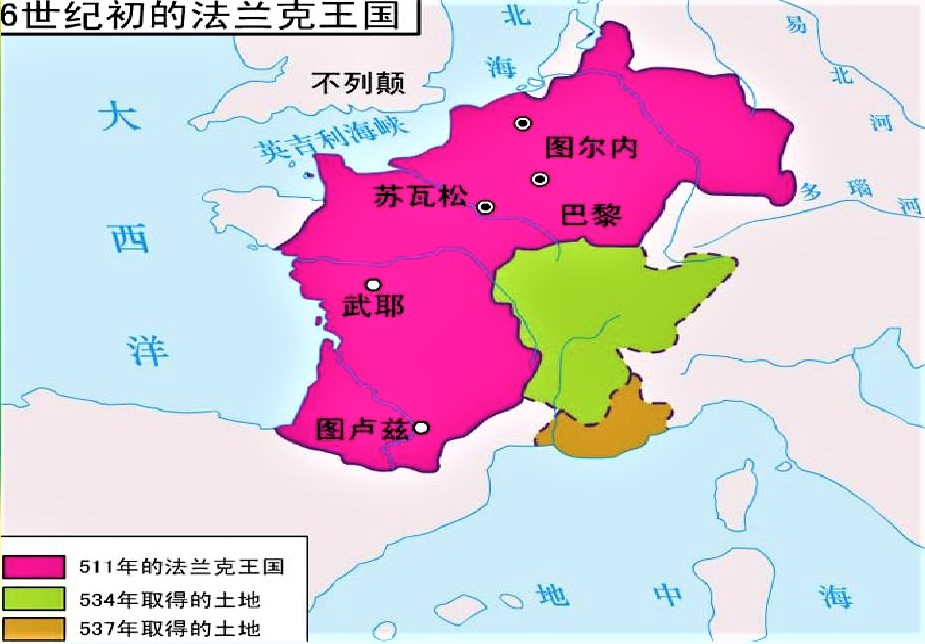 6世纪初的法兰克王国
北
海
易
北
河
不列颠
大
西
洋
英吉利海峡
图尔内
苏瓦松
巴黎
多瑙河
武耶
图卢兹
511年的法兰克王国
534年取得的土地
537年取得的土地
地中海